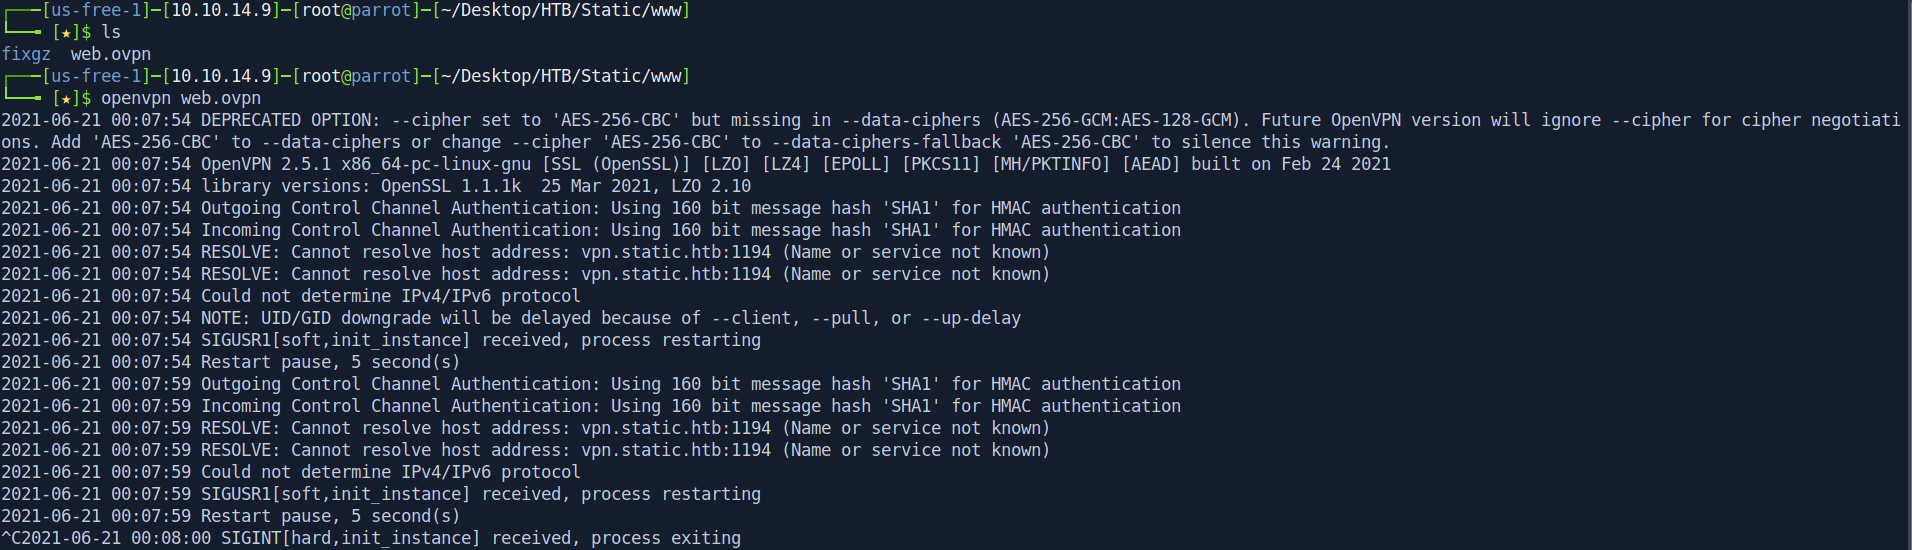 ┌──╼[us-free-1]─[10.10.14.9]─[root@parrot]─[~/Desktop/HTB/Static/www]
└──╼ [★]$ ls
fixgz  web.ovpn
┌──╼[us-free-1]─[10.10.14.9]─[root@parrot]─[~/Desktop/HTB/Static/www]
└──╼ [★]$ openvpn web.ovpn
2021-06-21 00:07:54 DEPRECATED OPTION: --cipher set to 'AES-256-CBC' but missing in --data-ciphers (AES-256-GCM:AES-128-GCM). Future OpenVPN version will ignore --cipher for cipher negotiati
ons. Add 'AES-256-CBC' to --data-ciphers or change --cipher 'AES-256-CBC' to --data-ciphers-fallback 'AES-256-CBC' to silence this warning.
2021-06-21 00:07:54 OpenVPN 2.5.1 x86_64-pc-linux-gnu [SSL (OpenSSL)] [LZO] [LZ4] [EPOLL] [PKCS11] [MH/PKTINFO] [AEAD] built on Feb 24 2021
2021-06-21 00:07:54 library versions: OpenSSL 1.1.1k  25 Mar 2021, LZO 2.10
2021-06-21 00:07:54 Outgoing Control Channel Authentication: Using 160 bit message hash 'SHA1' for HMAC authentication
2021-06-21 00:07:54 Incoming Control Channel Authentication: Using 160 bit message hash 'SHA1' for HMAC authentication
2021-06-21 00:07:54 RESOLVE: Cannot resolve host address: vpn.static.htb:1194 (Name or service not known)
2021-06-21 00:07:54 RESOLVE: Cannot resolve host address: vpn.static.htb:1194 (Name or service not known)
2021-06-21 00:07:54 Could not determine IPv4/IPv6 protocol
2021-06-21 00:07:54 NOTE: UID/GID downgrade will be delayed because of --client, --pull, or --up-delay
2021-06-21 00:07:54 SIGUSR1[soft,init_instance] received, process restarting
2021-06-21 00:07:54 Restart pause, 5 second(s)
2021-06-21 00:07:59 Outgoing Control Channel Authentication: Using 160 bit message hash 'SHA1' for HMAC authentication
2021-06-21 00:07:59 Incoming Control Channel Authentication: Using 160 bit message hash 'SHA1' for HMAC authentication
2021-06-21 00:07:59 RESOLVE: Cannot resolve host address: vpn.static.htb:1194 (Name or service not known)
2021-06-21 00:07:59 RESOLVE: Cannot resolve host address: vpn.static.htb:1194 (Name or service not known)
2021-06-21 00:07:59 Could not determine IPv4/IPv6 protocol
2021-06-21 00:07:59 SIGUSR1[soft,init_instance] received, process restarting
2021-06-21 00:07:59 Restart pause, 5 second(s)
^C2021-06-21 00:08:00 SIGINT[hard,init_instance] received, process exiting